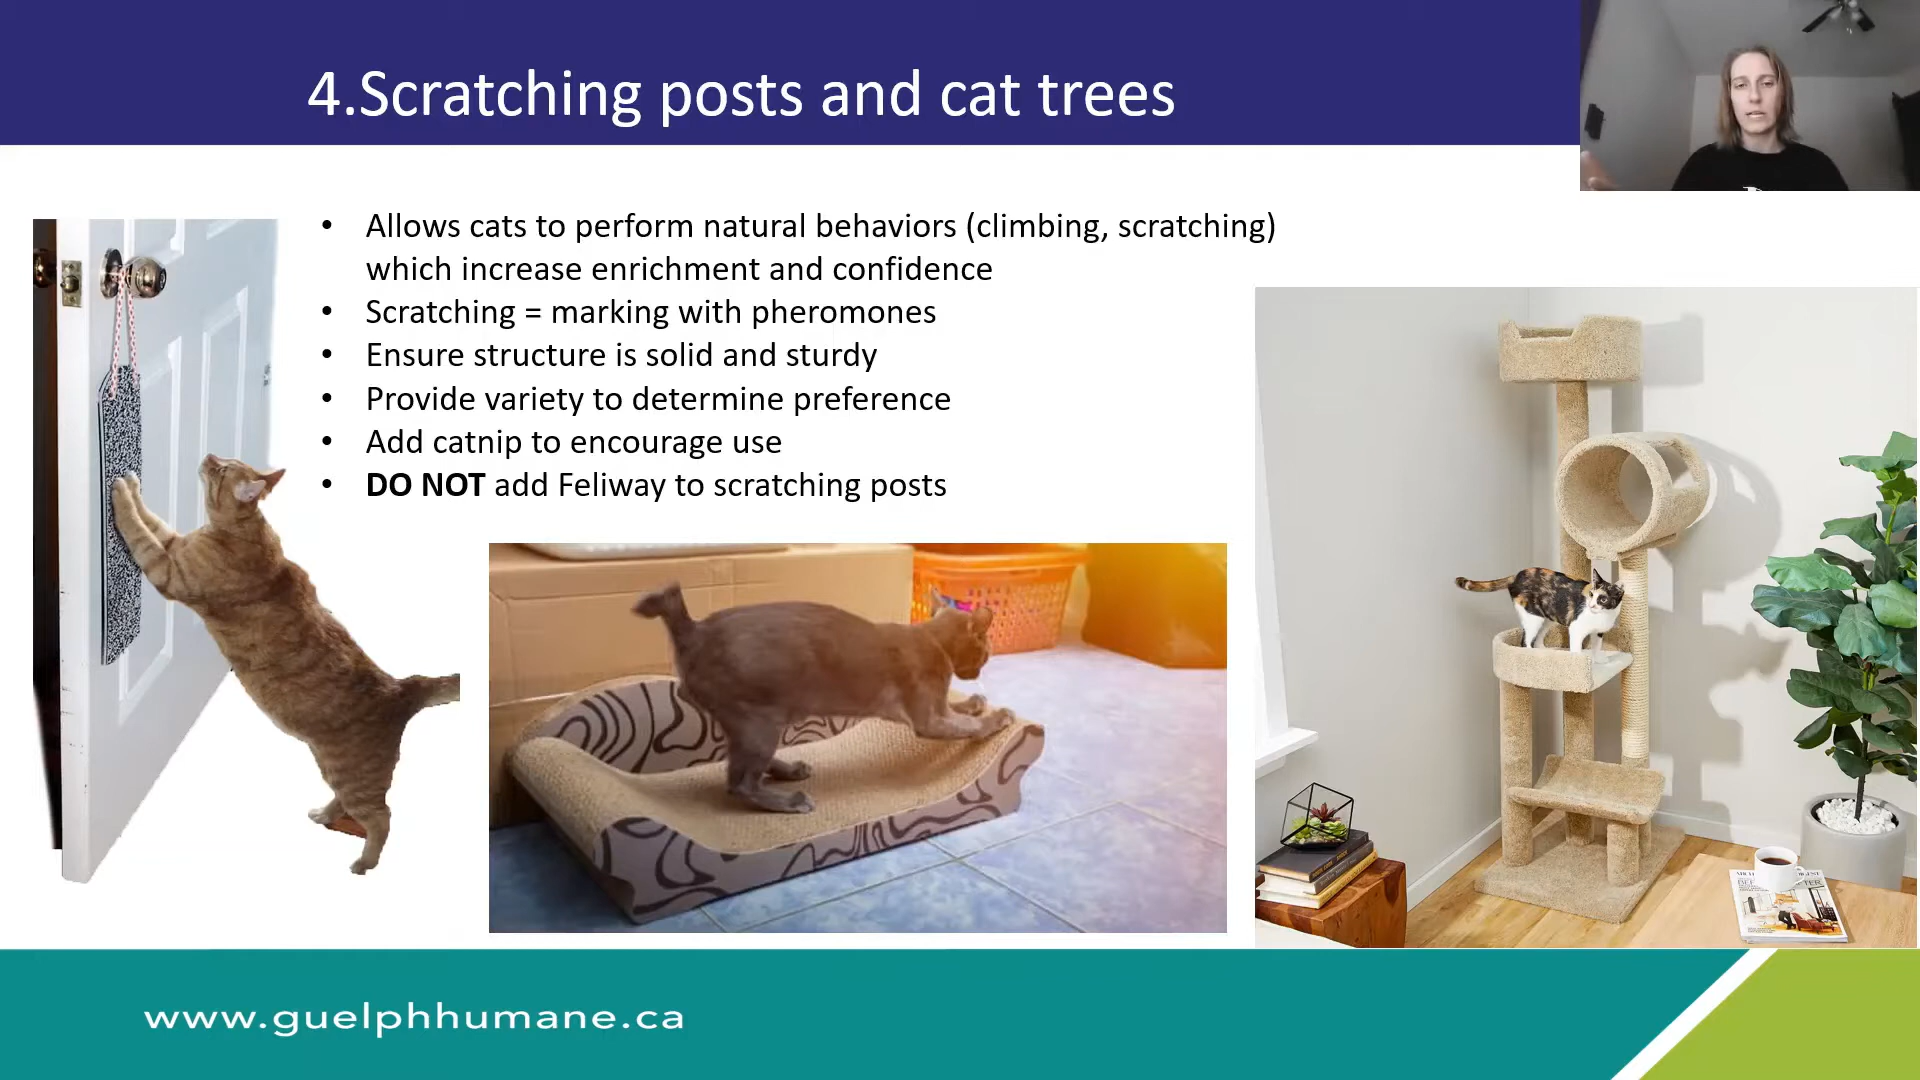 4.Scratching posts and cat trees
• Allows cats to perform natural behaviors (climbing, scratching)
which increase enrichment and confidence
• Scratching = marking with pheromones
• Ensure structure is solid and sturdy
• Provide variety to determine preference
• Add catnip to encourage use
• DO NOT add Feliway to scratching posts
www.guelphhumane.ca